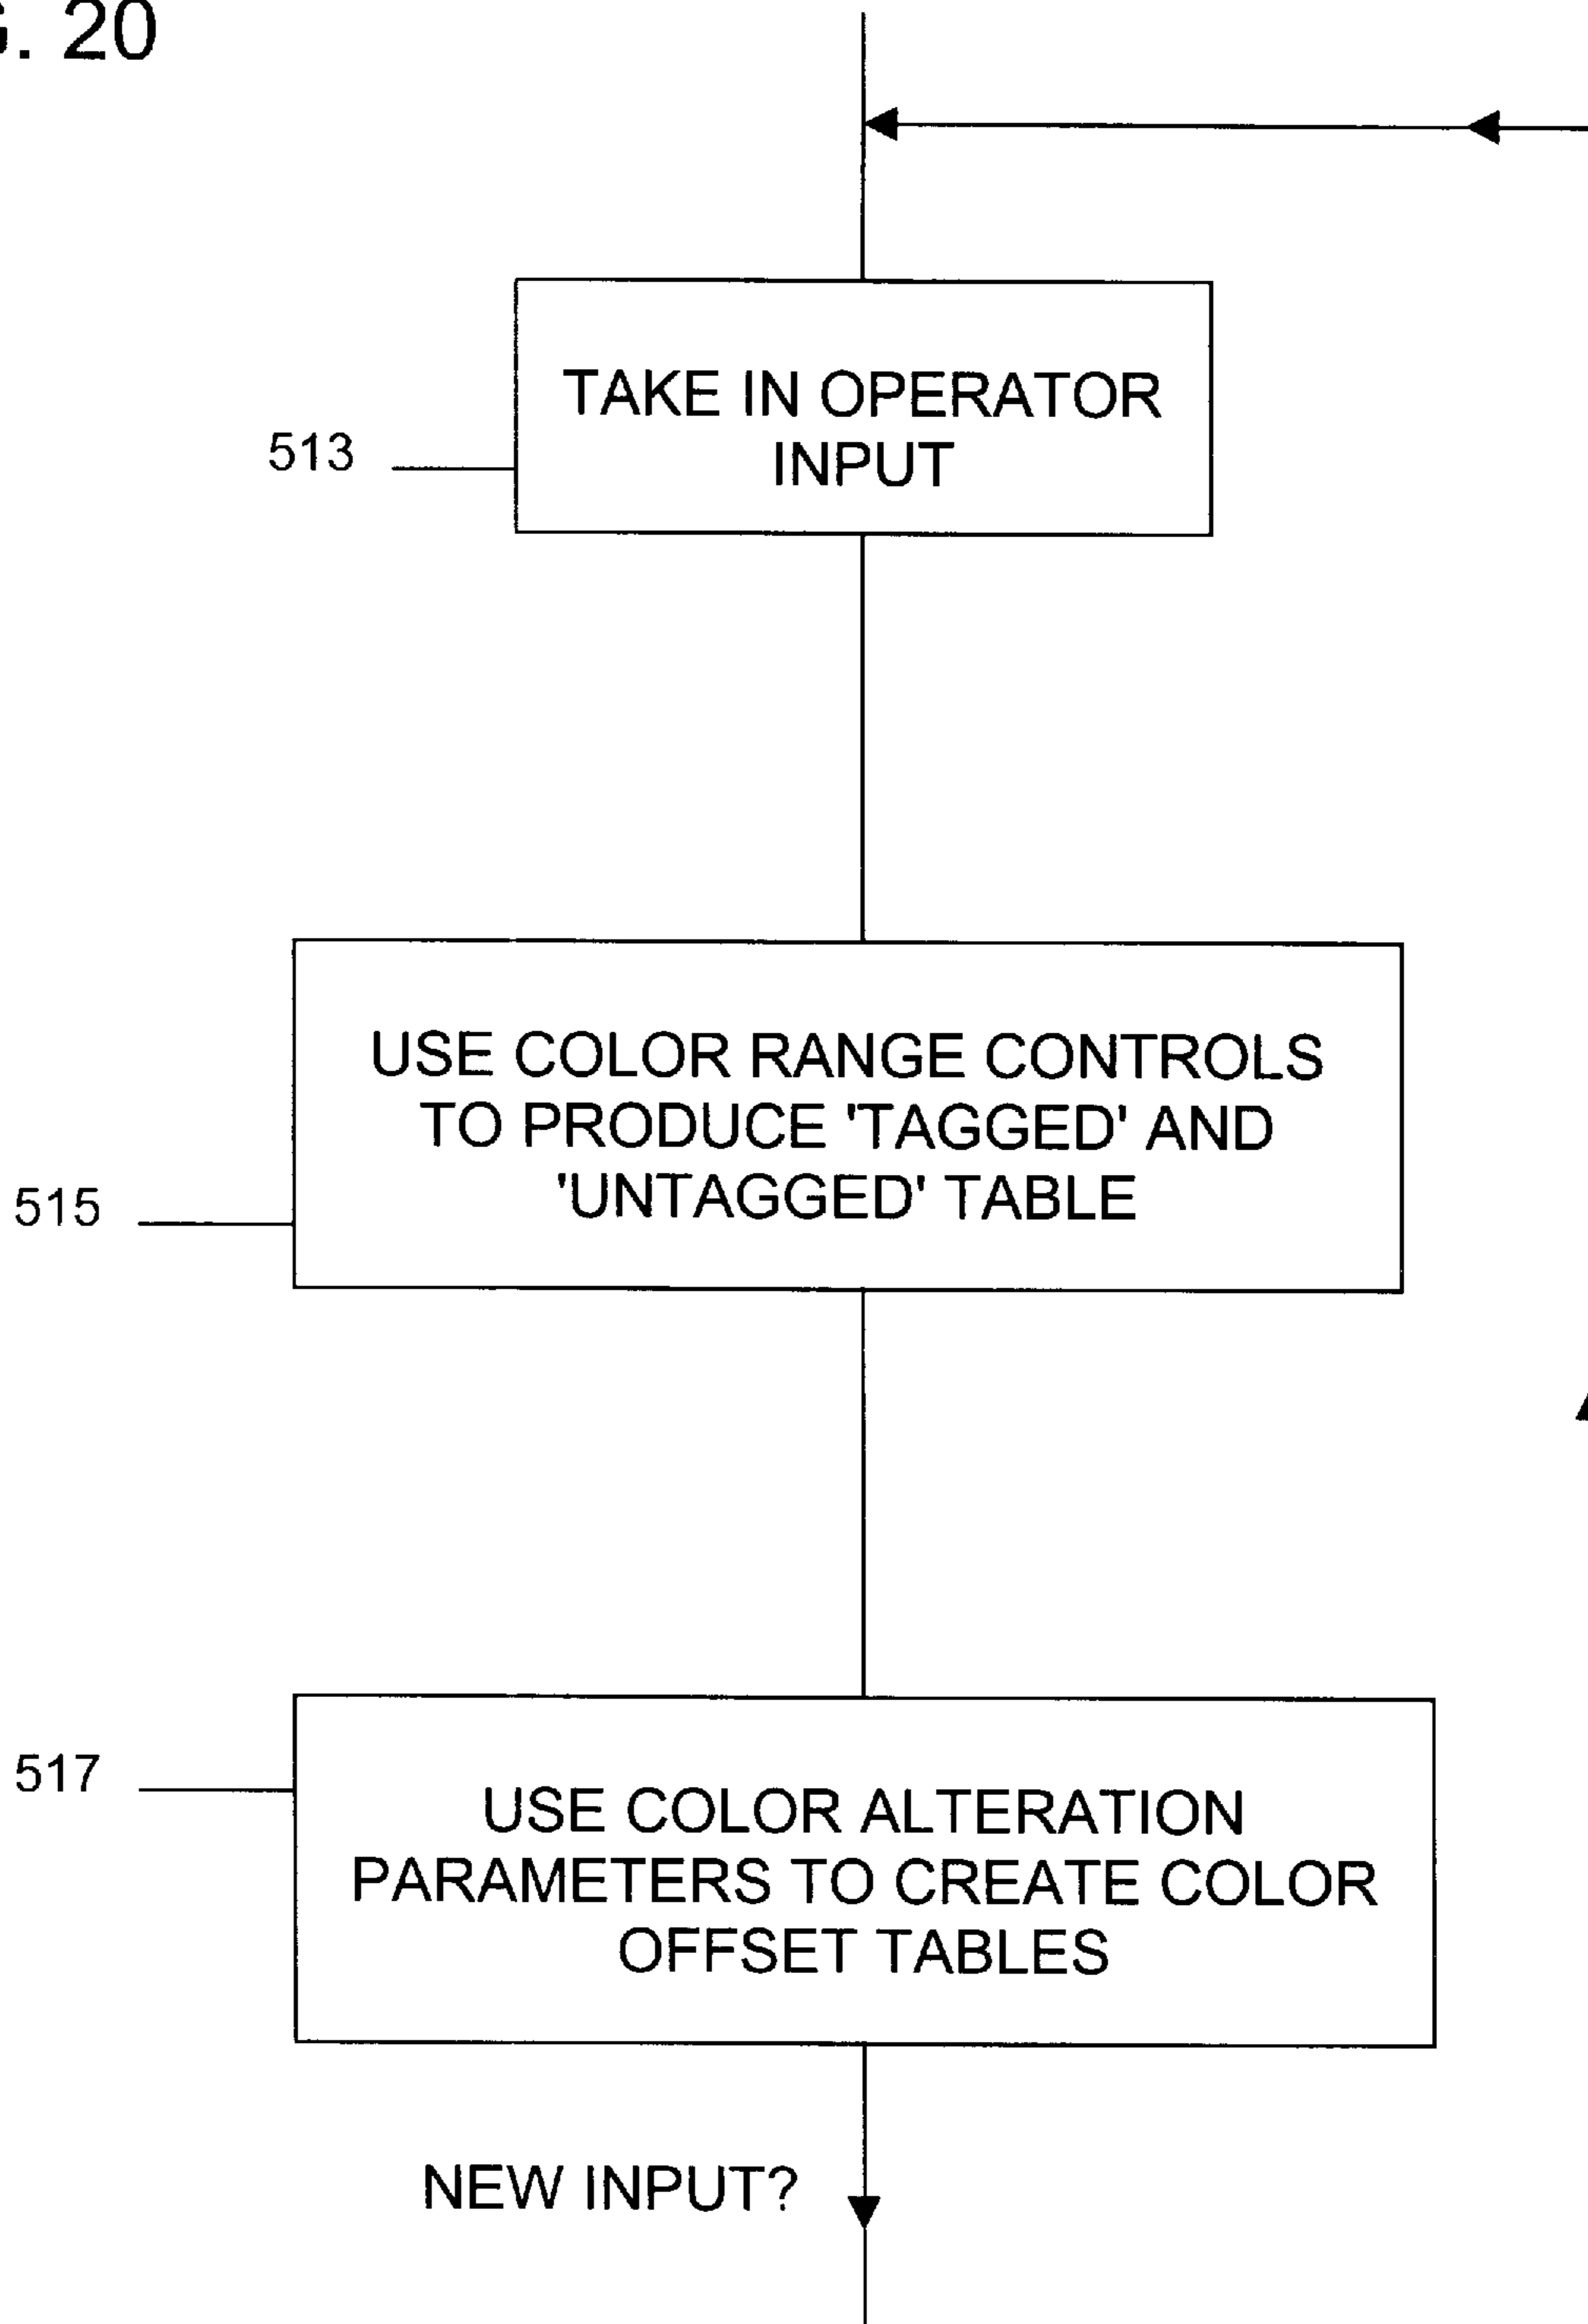 . 20
TAKE IN OPERATOR
INPUT
513
USE COLOR RANGE CONTROLS
TO PRODUCE 'TAGGED' AND
'UNTAGGED' TABLE
515
517
USE COLOR ALTERATION
PARAMETERS TO CREATE COLOR
OFFSET TABLES
NEW INPUT?